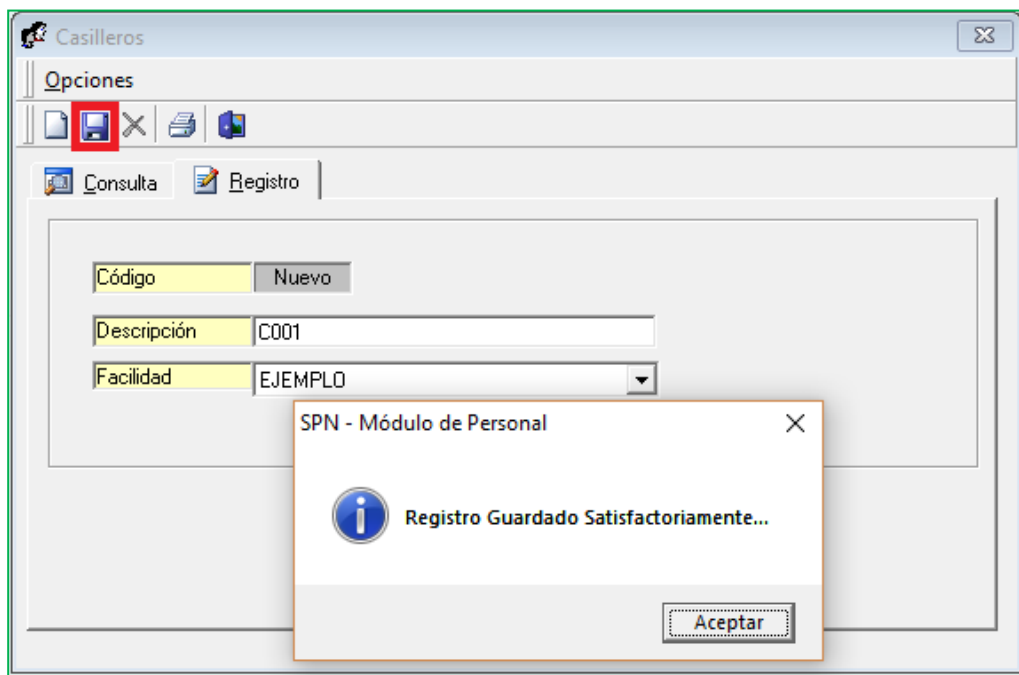 Casilleros
Opciones
Consulta Registro
Código Nuevo
Descripción C001
Facilidad EJEMPLO
SPN - Módulo de Personal
Registro Guardado Satisfactoriamente...
Aceptar